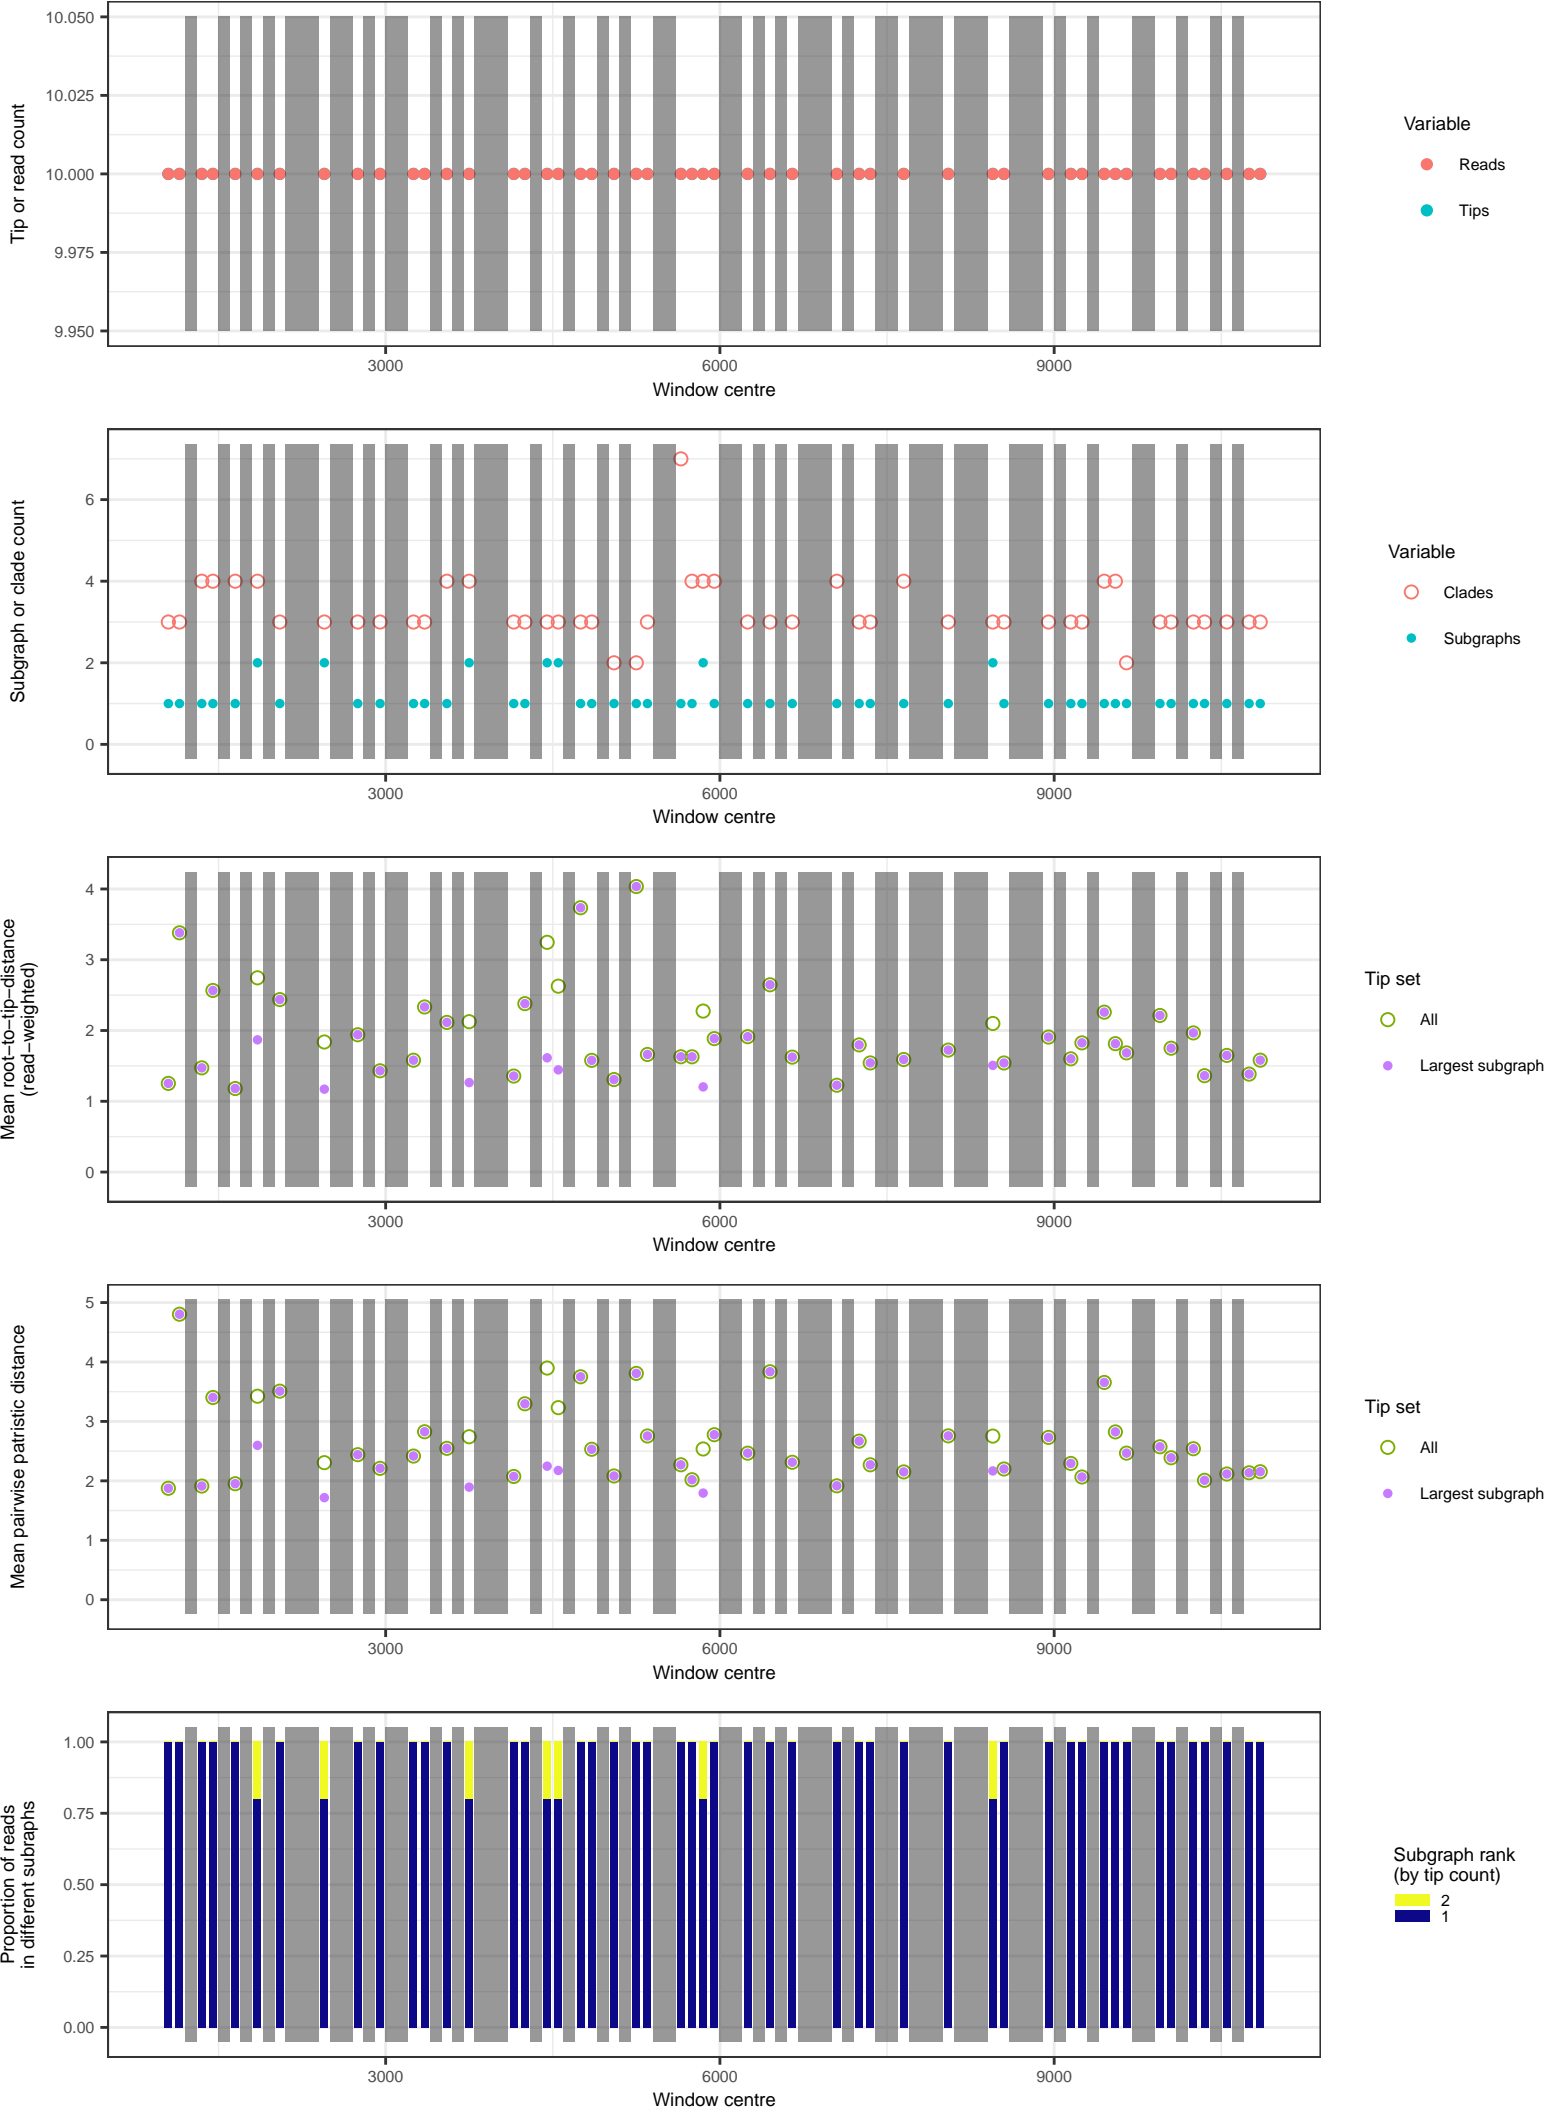 10.050
10.025
10.000
9.975
9.950
Tip or read count
3000
6000
9000
Window centre
Variable
Reads
Tips
6
4
2
0
Subgraph or clade count
3000
6000
9000
Window centre
Variable
Clades
Subgraphs
4
3
2
1
0
Mean root−to−tip−distance
(read−weighted)
3000
6000
9000
Window centre
Tip set
All
Largest subgraph
5
4
3
2
1
0
Mean pairwise patristic distance
3000
6000
9000
Window centre
Tip set
All
Largest subgraph
1.00
0.75
0.50
0.25
0.00
Proportion of reads
in different subraphs
3000
6000
9000
Window centre
Subgraph rank
(by tip count)
2
1